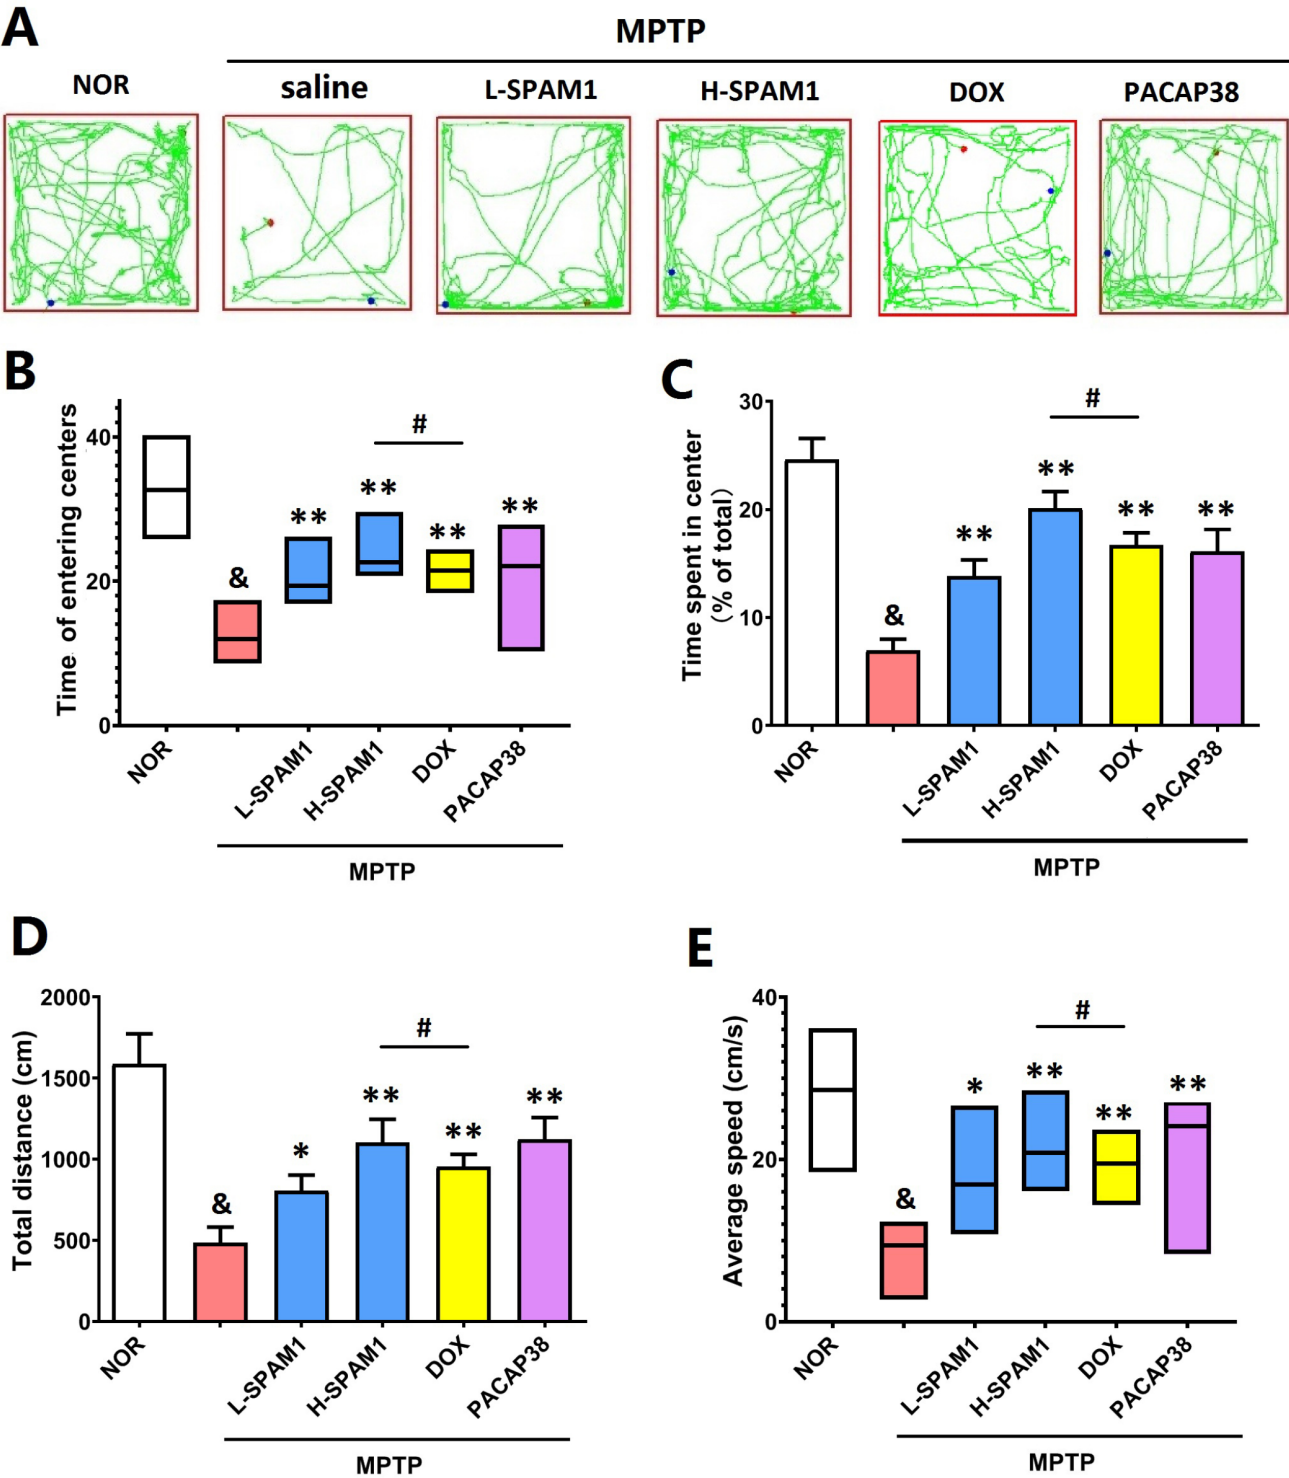 A
MPTP
NOR
saline
L-SPAM1
H-SPAM1
DOX
PACAP38
B
Time of entering centers
40
20
0
&
**
**
#
**
**
NOR
L-SPAM1
H-SPAM1
DOX
PACAP38
MPTP
C
Time spent in center
(% of total)
30
20
10
0
&
**
**
#
**
**
NOR
L-SPAM1
H-SPAM1
DOX
PACAP38
MPTP
D
Total distance (cm)
2000
1500
1000
500
0
&
*
**
#
**
**
NOR
L-SPAM1
H-SPAM1
DOX
PACAP38
MPTP
E
Average speed (cm/s)
40
20
0
&
*
**
#
**
**
NOR
L-SPAM1
H-SPAM1
DOX
PACAP38
MPTP